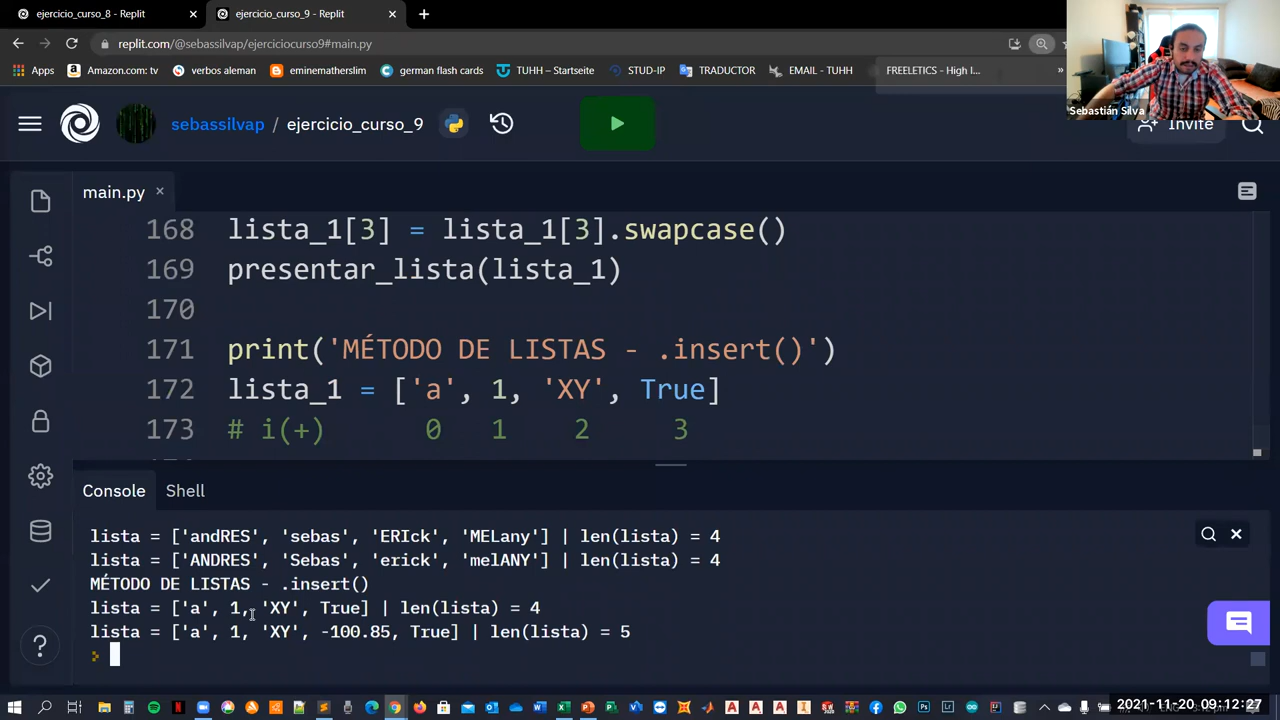 ejercicio_curso_8 - Replit
ejercicio_curso_9 - Replit
replit.com/@sebassilvap/ejerciciocurso9#main.py
Apps
Amazon.com: tv
verbos aleman
eminematherslim
german flash
TUHH – Startseite
STUD-IP
TRADUCTOR
EMAIL - TUHH
FREELETICS - High I...
Sebastián Silva
sebassilvap / ejercicio_curso_9
Invite
main.py
168 lista_1[3] = lista_1[3].swapcase()
169 presentar_lista(lista_1)
170
171 print('MÉTODO DE LISTAS - .insert()')
172 lista_1 = ['a', 1, 'XY', True]
173 # i(+) 0 1 2 3
Console
Shell
lista = ['andRES', 'sebas', 'ERIck', 'MELany'] | len(lista) = 4
lista = ['ANDRES', 'Sebas', 'erick', 'melANY'] | len(lista) = 4
MÉTODO DE LISTAS - .insert()
lista = ['a', 1, 'XY', True] | len(lista) = 4
lista = ['a', 1, 'XY', -100.85, True] | len(lista) = 5
2021-11-20 09:12:27